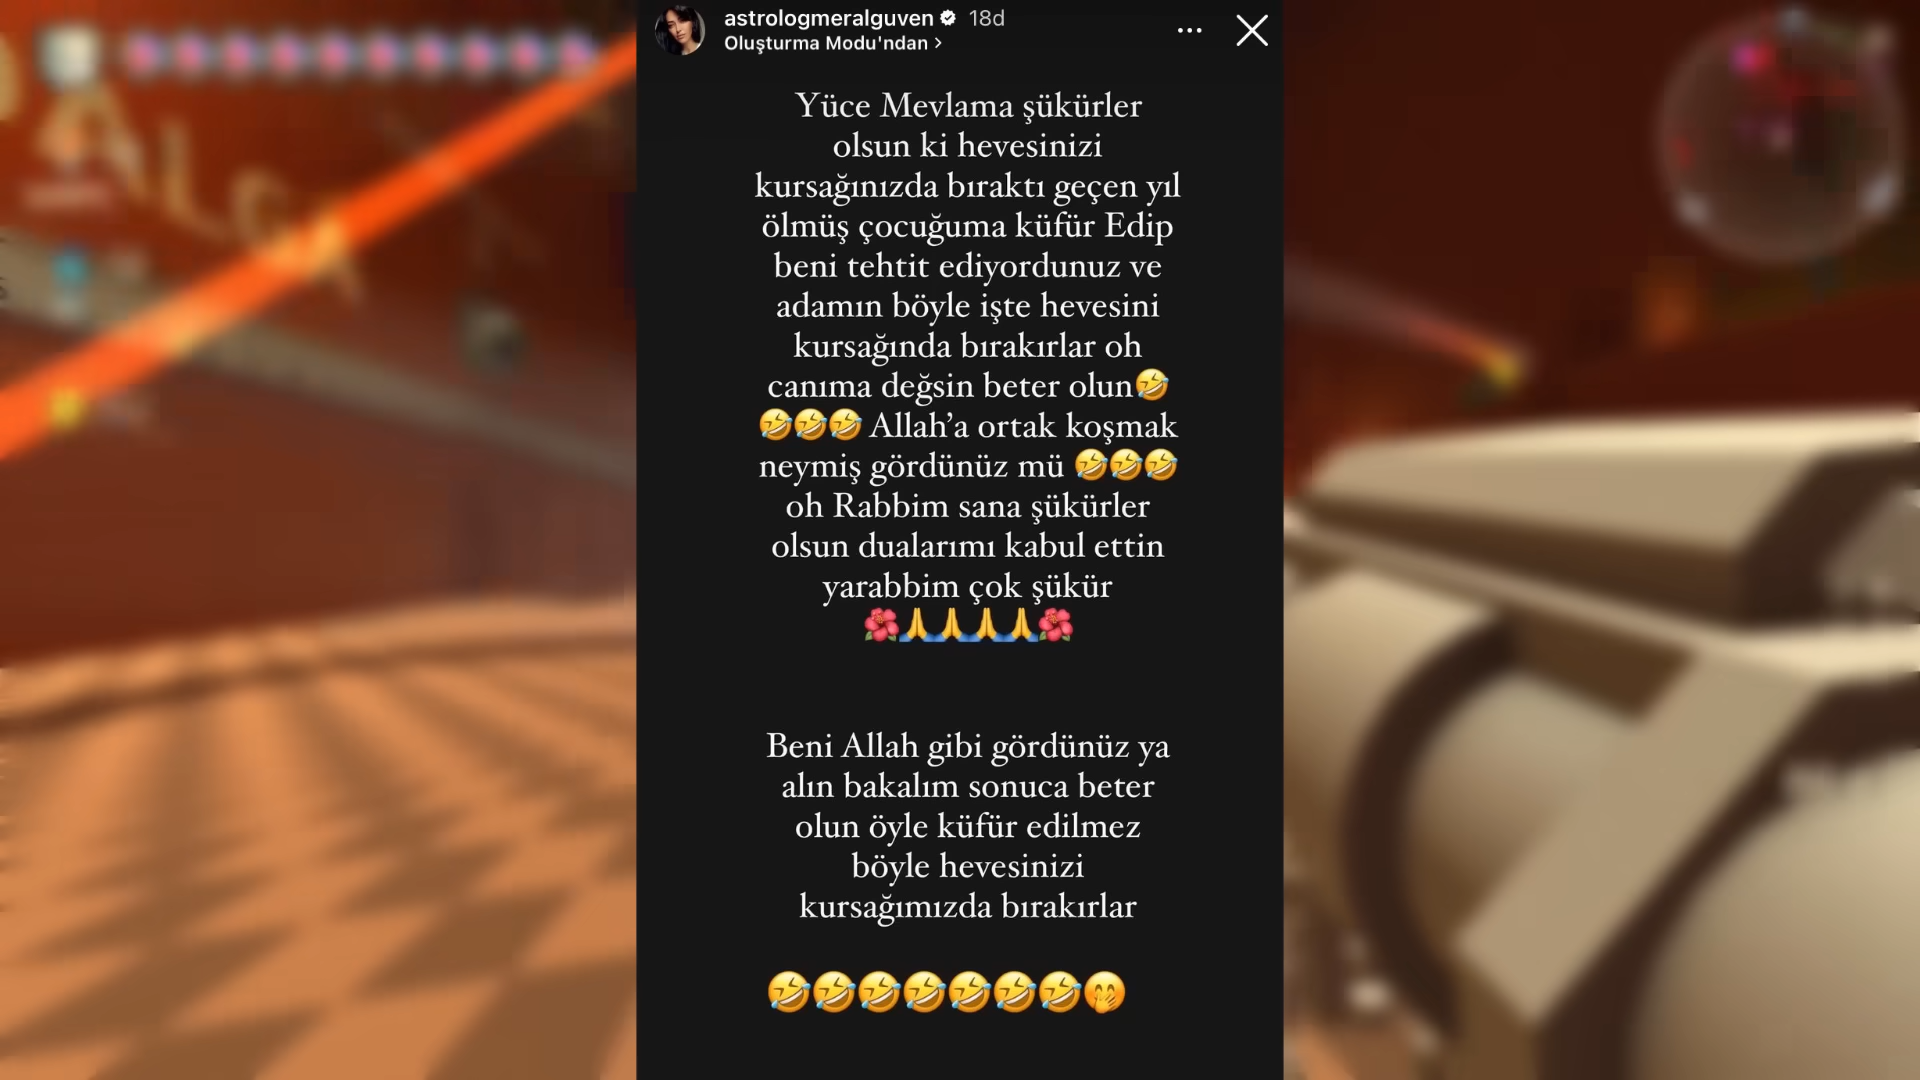 astrologmeralguven 18d
Oluşturma Modu'ndan >
Yüce Mevlama şükürler
olsun ki hevesinizi
kursağınızda bıraktı geçen yıl
ölmüş çocuğuma küfür Edip
beni tehtit ediyordunuz ve
adamın böyle işte hevesini
kursağında bırakırlar oh
canıma değsin beter olun🤣
🤣🤣🤣 Allah’a ortak koşmak
neymiş gördünüz mü 🤣🤣🤣
oh Rabbim sana şükürler
olsun dualarımı kabul ettin
yarabbim çok şükür
🌺🙏🙏🙏🙏🌺
Beni Allah gibi gördünüz ya
alın bakalım sonuca beter
olun öyle küfür edilmez
böyle hevesinizi
kursağımızda bırakırlar
🤣🤣🤣🤣🤣🤣🤣🤭